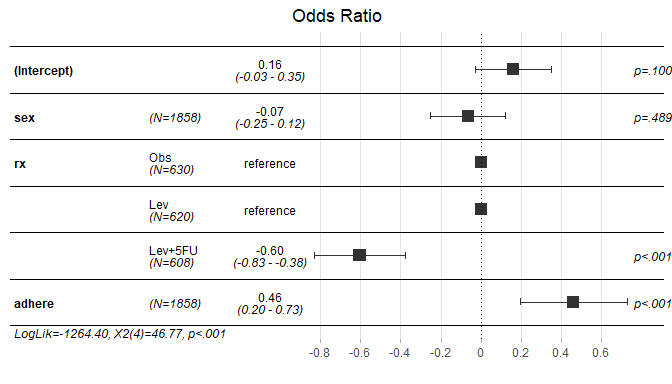 Odds Ratio
(Intercept) 0.16 p=.100
(-0.03 - 0.35)
sex (N=1858) -0.07 p=.489
(-0.25 - 0.12)
rx Obs reference
(N=630)
Lev reference
(N=620)
Lev+5FU -0.60 p<.001
(N=608) (-0.83 - -0.38)
adhere (N=1858) 0.46 p<.001
(0.20 - 0.73)
LogLik=-1264.40, X2(4)=46.77, p<.001
-0.8 -0.6 -0.4 -0.2 0 0.2 0.4 0.6